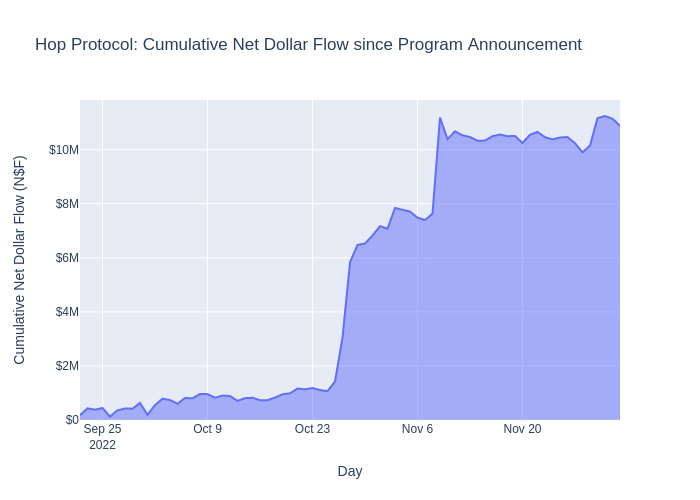 Hop Protocol: Cumulative Net Dollar Flow since Program Announcement
Cumulative Net Dollar Flow (N$F)
$10M
$8M
$6M
$4M
$2M
$0
Sep 25
2022
Oct 9
Oct 23
Nov 6
Nov 20
Day